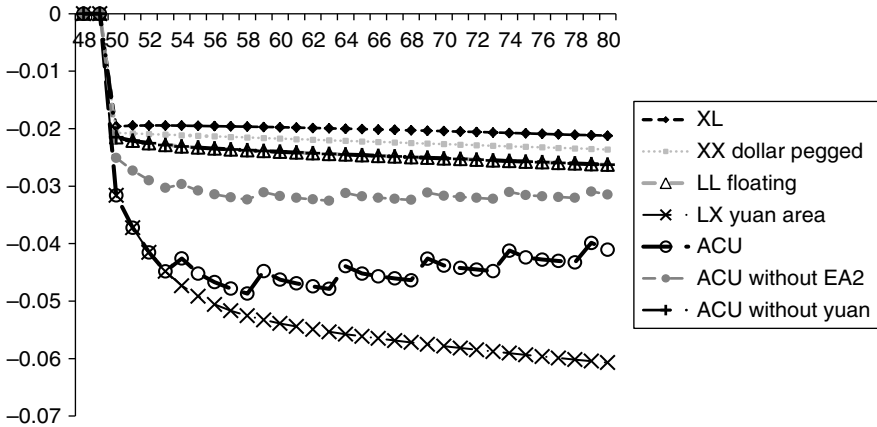 0
48 50 52 54 56 58 60 62 64 66 68 70 72 74 76 78 80
–0.01
–0.02
–0.03
–0.04
–0.05
–0.06
–0.07
XL
XX dollar pegged
LL floating
LX yuan area
ACU
ACU without EA2
ACU without yuan